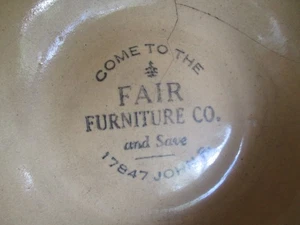 COME TO THE
FAIR
FURNITURE CO.
and Save
17847 JOHN